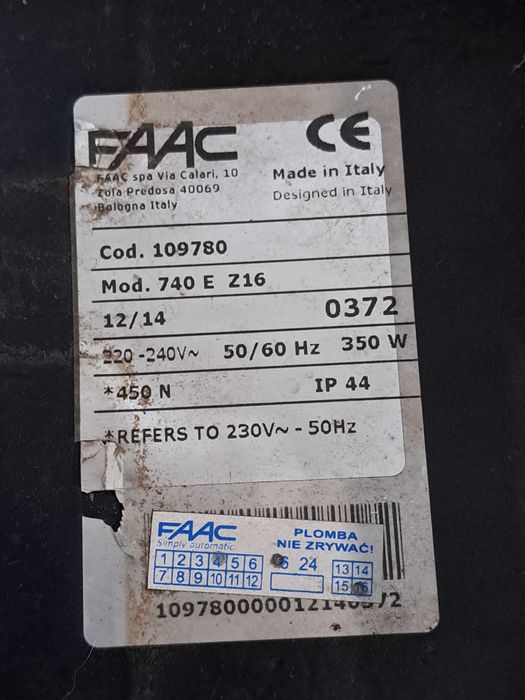 FAAC CE
FAAC spa Via Calari, 10
Zola Predosa 40069
Bologna Italy
Made in Italy
Designed in Italy
Cod. 109780
Mod. 740 E Z16
12/14 0372
220-240V~ 50/60 Hz 350 W
*450 N IP 44
*REFERS TO 230V~ - 50Hz
FAAC
Simply automatic
PLOMBA
NIE ZRYWAĆ!
1 2 3 4 5 6
7 8 9 10 11 12
24
13 14
15 16